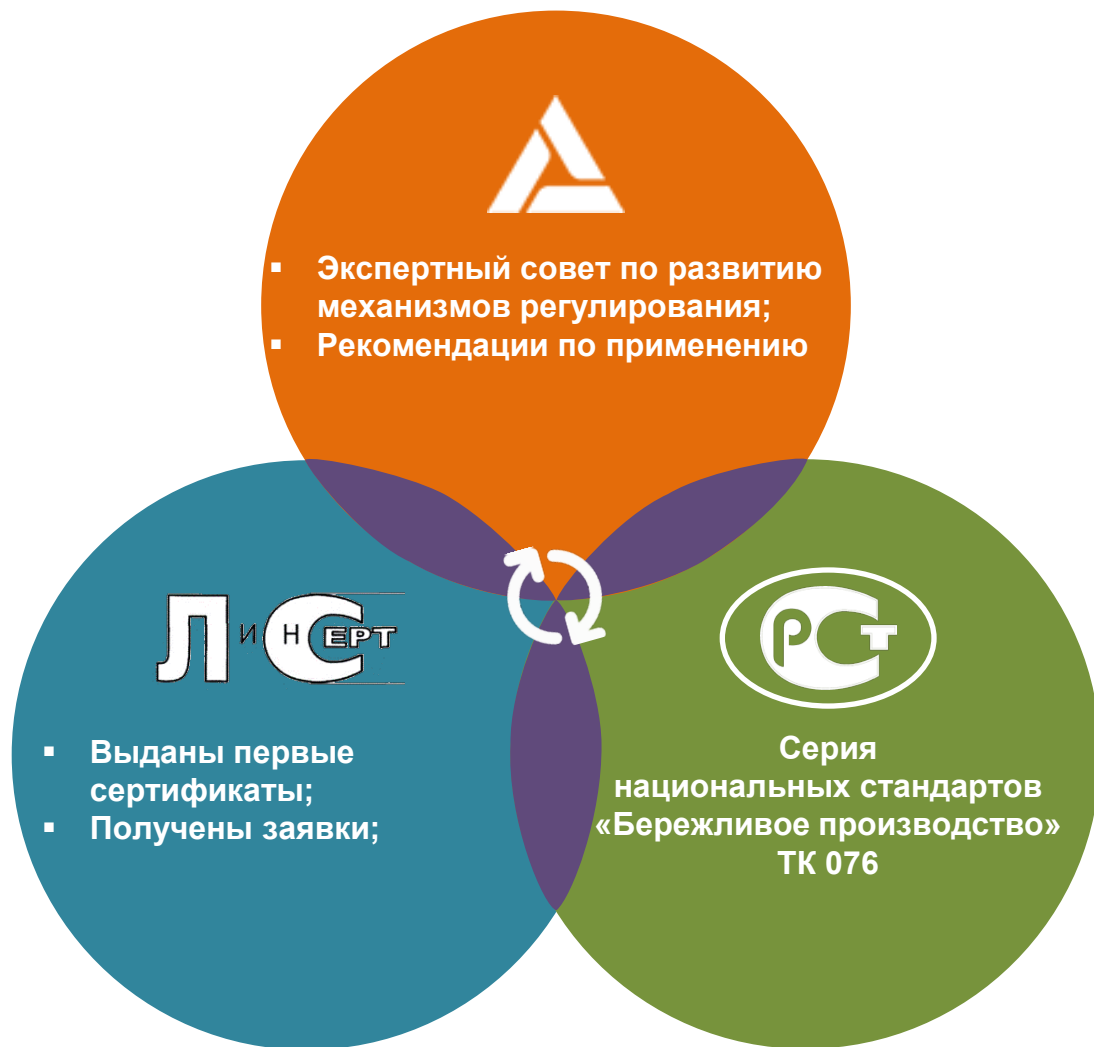 ▪ Экспертный совет по развитию
механизмов регулирования;
▪ Рекомендации по применению
ЛинСЕРТ
▪ Выданы первые
сертификаты;
▪ Получены заявки;
РСТ
Серия
национальных стандартов
«Бережливое производство»
ТК 076